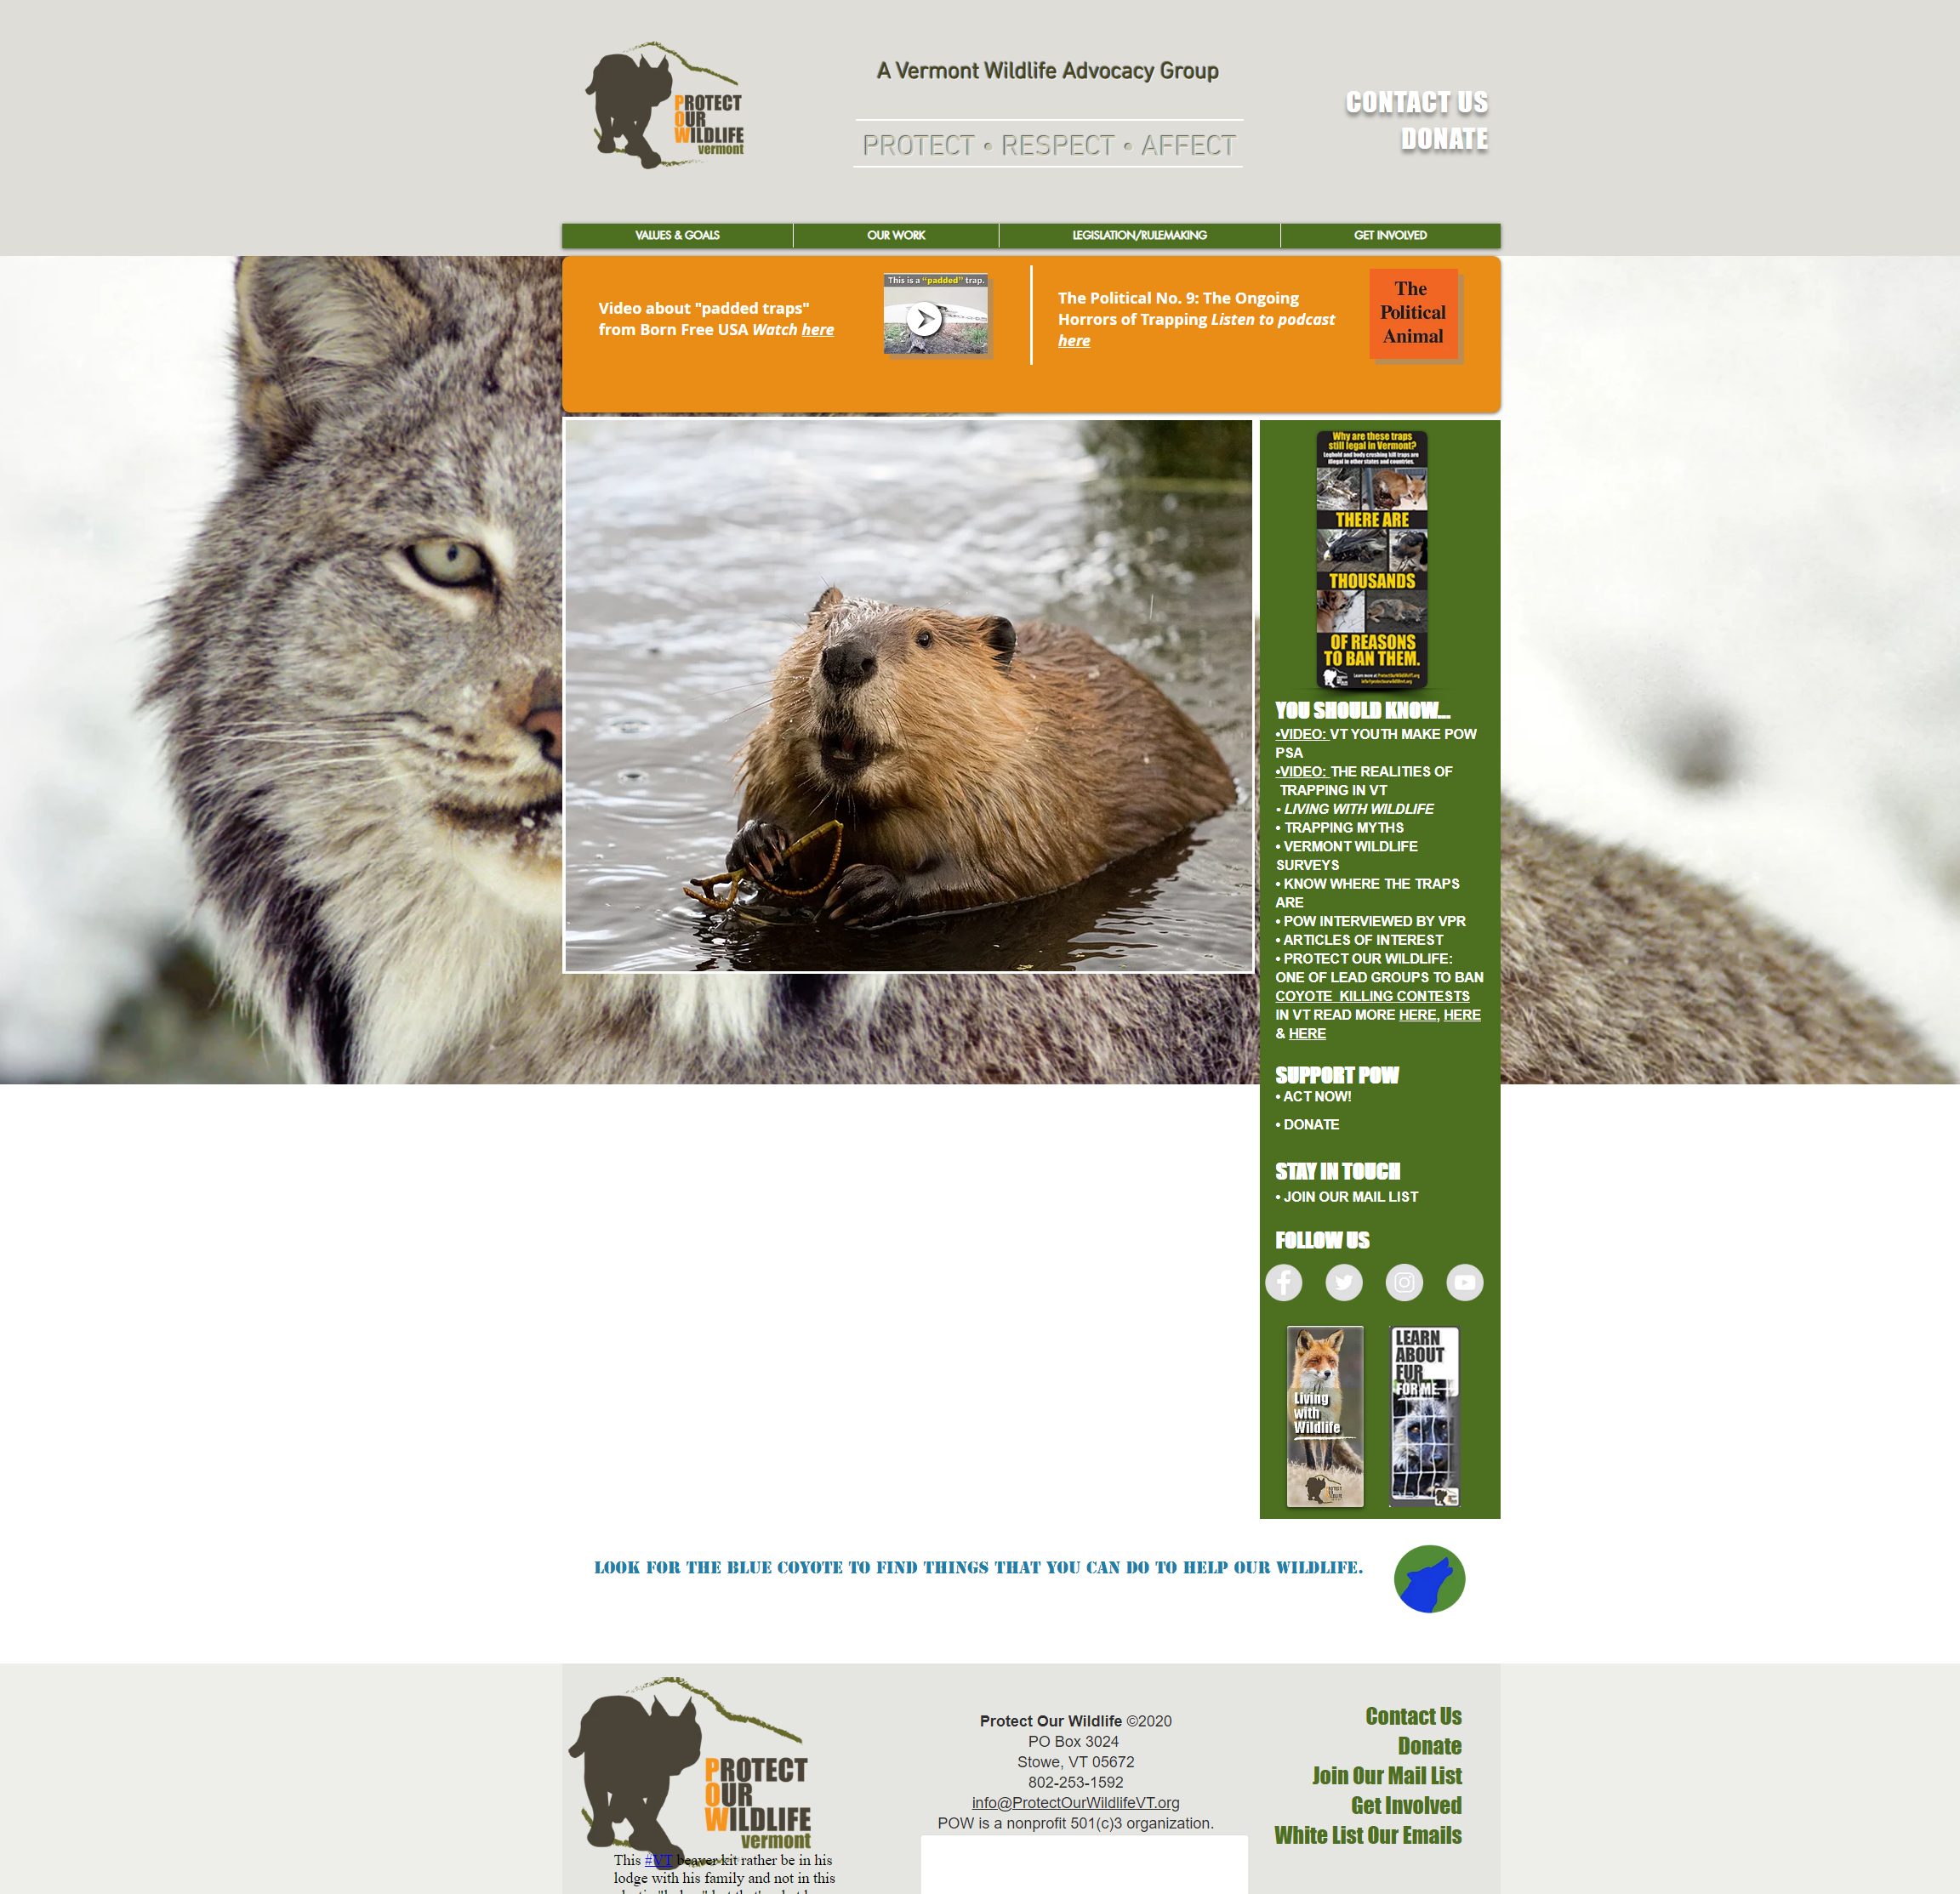 PROTECT
OUR
WILDLIFE
vermont
A Vermont Wildlife Advocacy Group
PROTECT • RESPECT • AFFECT
CONTACT US
DONATE
VALUES & GOALS
OUR WORK
LEGISLATION/RULEMAKING
GET INVOLVED
Video about "padded traps"
from Born Free USA Watch here
This is a "padded" trap.
The Political No. 9: The Ongoing
Horrors of Trapping Listen to podcast
here
The
Political
Animal
Why are these traps
still legal in Vermont?
Leghold and body crushing kill traps are
illegal in other states and countries.
THERE ARE
THOUSANDS
OF REASONS
TO BAN THEM.
YOU SHOULD KNOW...
•VIDEO: VT YOUTH MAKE POW
PSA
•VIDEO: THE REALITIES OF
TRAPPING IN VT
• LIVING WITH WILDLIFE
• TRAPPING MYTHS
• VERMONT WILDLIFE
SURVEYS
• KNOW WHERE THE TRAPS
ARE
• POW INTERVIEWED BY VPR
• ARTICLES OF INTEREST
• PROTECT OUR WILDLIFE:
ONE OF LEAD GROUPS TO BAN
COYOTE KILLING CONTESTS
IN VT READ MORE HERE, HERE
& HERE
SUPPORT POW
• ACT NOW!
• DONATE
STAY IN TOUCH
• JOIN OUR MAIL LIST
FOLLOW US
Living
with
Wildlife
LEARN
ABOUT
FUR
FOR ME
LOOK FOR THE BLUE COYOTE TO FIND THINGS THAT YOU CAN DO TO HELP OUR WILDLIFE.
PROTECT
OUR
WILDLIFE
vermont
This #VT beaver kit rather be in his
lodge with his family and not in this
Protect Our Wildlife ©2020
PO Box 3024
Stowe, VT 05672
802-253-1592
info@ProtectOurWildlifeVT.org
POW is a nonprofit 501(c)3 organization.
Contact Us
Donate
Join Our Mail List
Get Involved
White List Our Emails